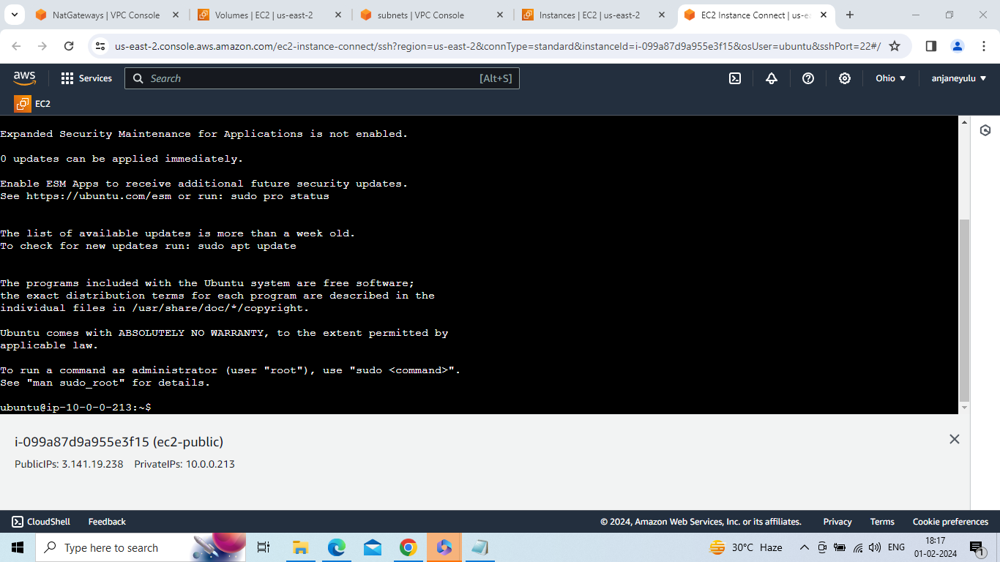 NatGateways | VPC Console
Volumes | EC2 | us-east-2
subnets | VPC Console
Instances | EC2 | us-east-2
EC2 Instance Connect | us-ea
us-east-2.console.aws.amazon.com/ec2-instance-connect/ssh?region=us-east-2&connType=standard&instanceId=i-099a87d9a955e3f15&osUser=ubuntu&sshPort=22#/
aws
Services
Search
[Alt+S]
Ohio
anjaneyulu
EC2
Expanded Security Maintenance for Applications is not enabled.
0 updates can be applied immediately.
Enable ESM Apps to receive additional future security updates.
See https://ubuntu.com/esm or run: sudo pro status
The list of available updates is more than a week old.
To check for new updates run: sudo apt update
The programs included with the Ubuntu system are free software;
the exact distribution terms for each program are described in the
individual files in /usr/share/doc/*/copyright.
Ubuntu comes with ABSOLUTELY NO WARRANTY, to the extent permitted by
applicable law.
To run a command as administrator (user "root"), use "sudo <command>".
See "man sudo_root" for details.
ubuntu@ip-10-0-0-213:~$
i-099a87d9a955e3f15 (ec2-public)
PublicIPs: 3.141.19.238 PrivateIPs: 10.0.0.213
CloudShell
Feedback
© 2024, Amazon Web Services, Inc. or its affiliates.
Privacy
Terms
Cookie preferences
Type here to search
30°C Haze
ENG
18:17
01-02-2024
1